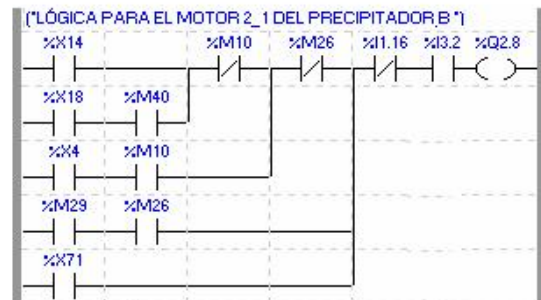 ("LÓGICA PARA EL MOTOR 2_1 DEL PRECIPITADOR,B ")
%X14 %M10 %M26 %I1.16 %I3.2 %Q2.8
%X18 %M40
%X4 %M10
%M29 %M26
%X71